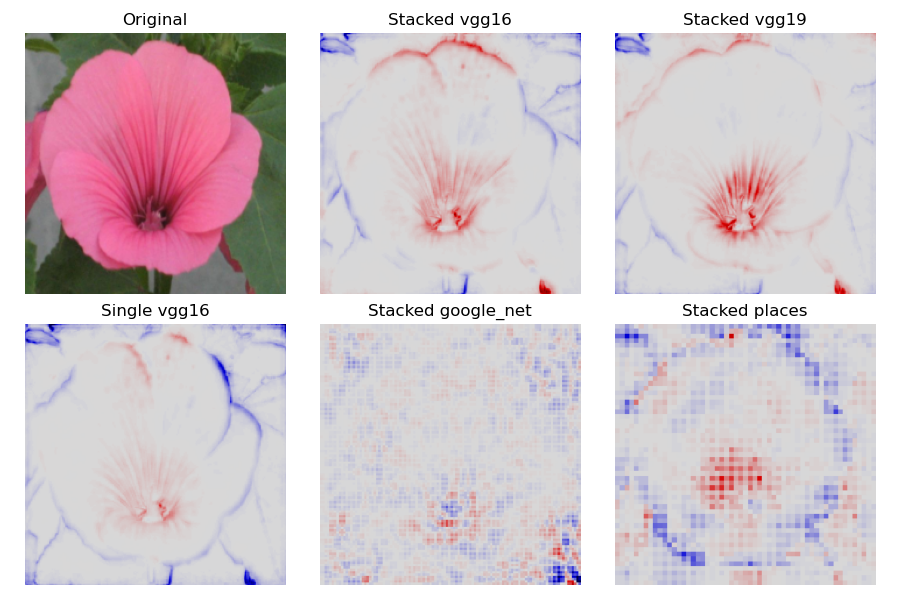 Original
Stacked vgg16
Stacked vgg19
Single vgg16
Stacked google_net
Stacked places